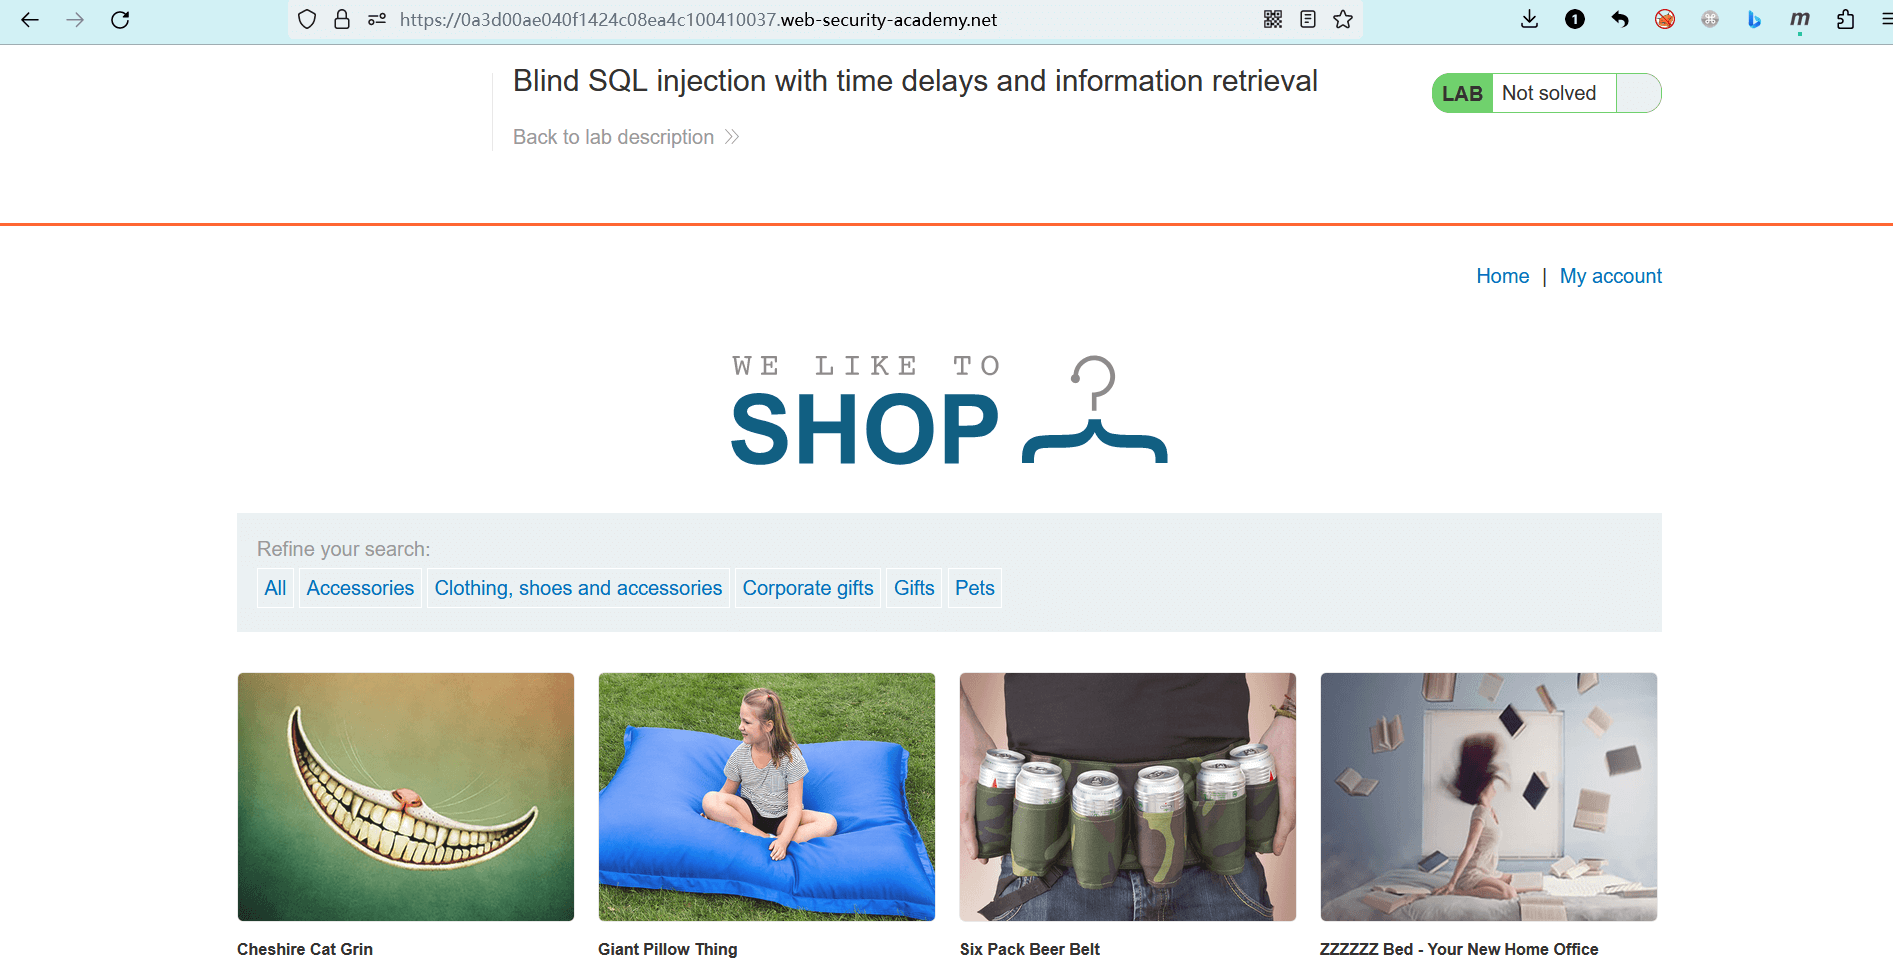 https://0a3d00ae040f1424c08ea4c100410037.web-security-academy.net
1
m
Blind SQL injection with time delays and information retrieval
LAB Not solved
Back to lab description
Home | My account
WE LIKE TO
SHOP
Refine your search:
All Accessories Clothing, shoes and accessories Corporate gifts Gifts Pets
Cheshire Cat Grin Giant Pillow Thing Six Pack Beer Belt ZZZZZZ Bed - Your New Home Office